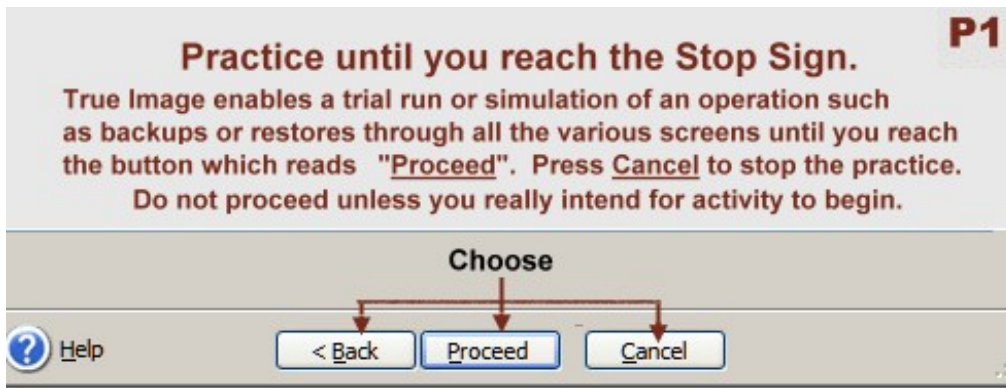 P1
Practice until you reach the Stop Sign.
True Image enables a trial run or simulation of an operation such
as backups or restores through all the various screens until you reach
the button which reads "Proceed". Press Cancel to stop the practice.
Do not proceed unless you really intend for activity to begin.
Choose
? Help < Back Proceed Cancel